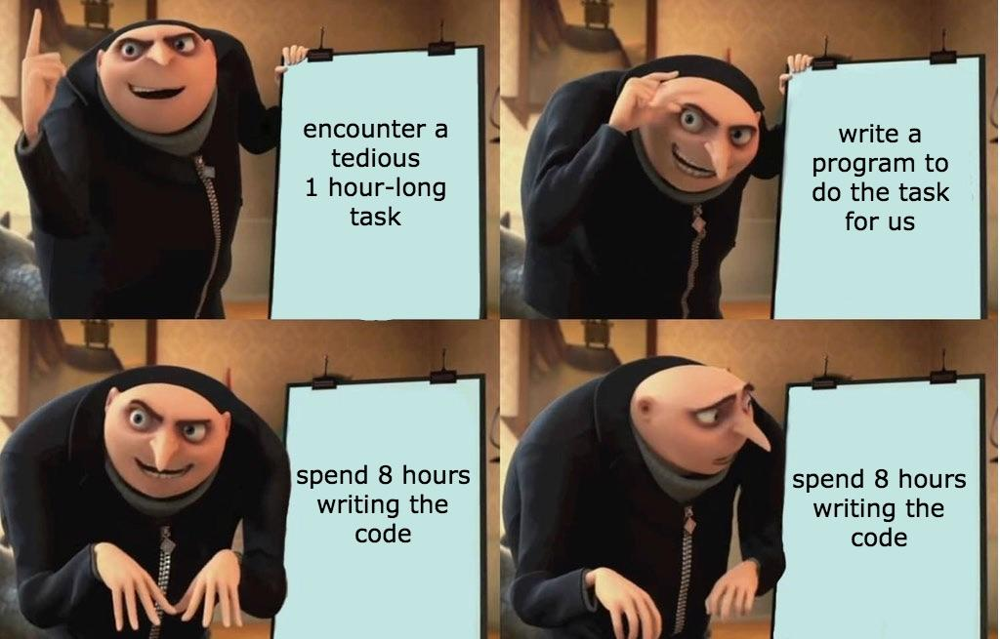 encounter a
tedious
1 hour-long
task
write a
program to
do the task
for us
spend 8 hours
writing the
code
spend 8 hours
writing the
code